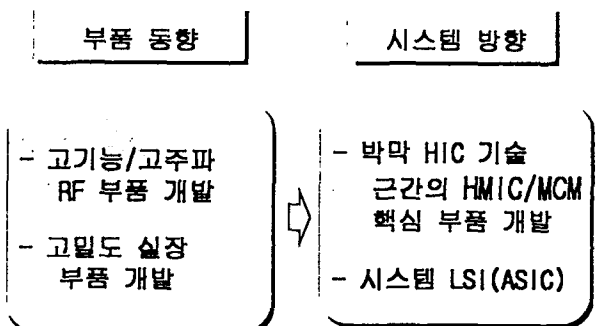 부품 동향
시스템 방향
- 고기능/고주파
RF 부품 개발
- 고밀도 실장
부품 개발
- 박막 HIC 기술
근간의 HMIC/MCM
핵심 부품 개발
- 시스템 LSI(ASIC)